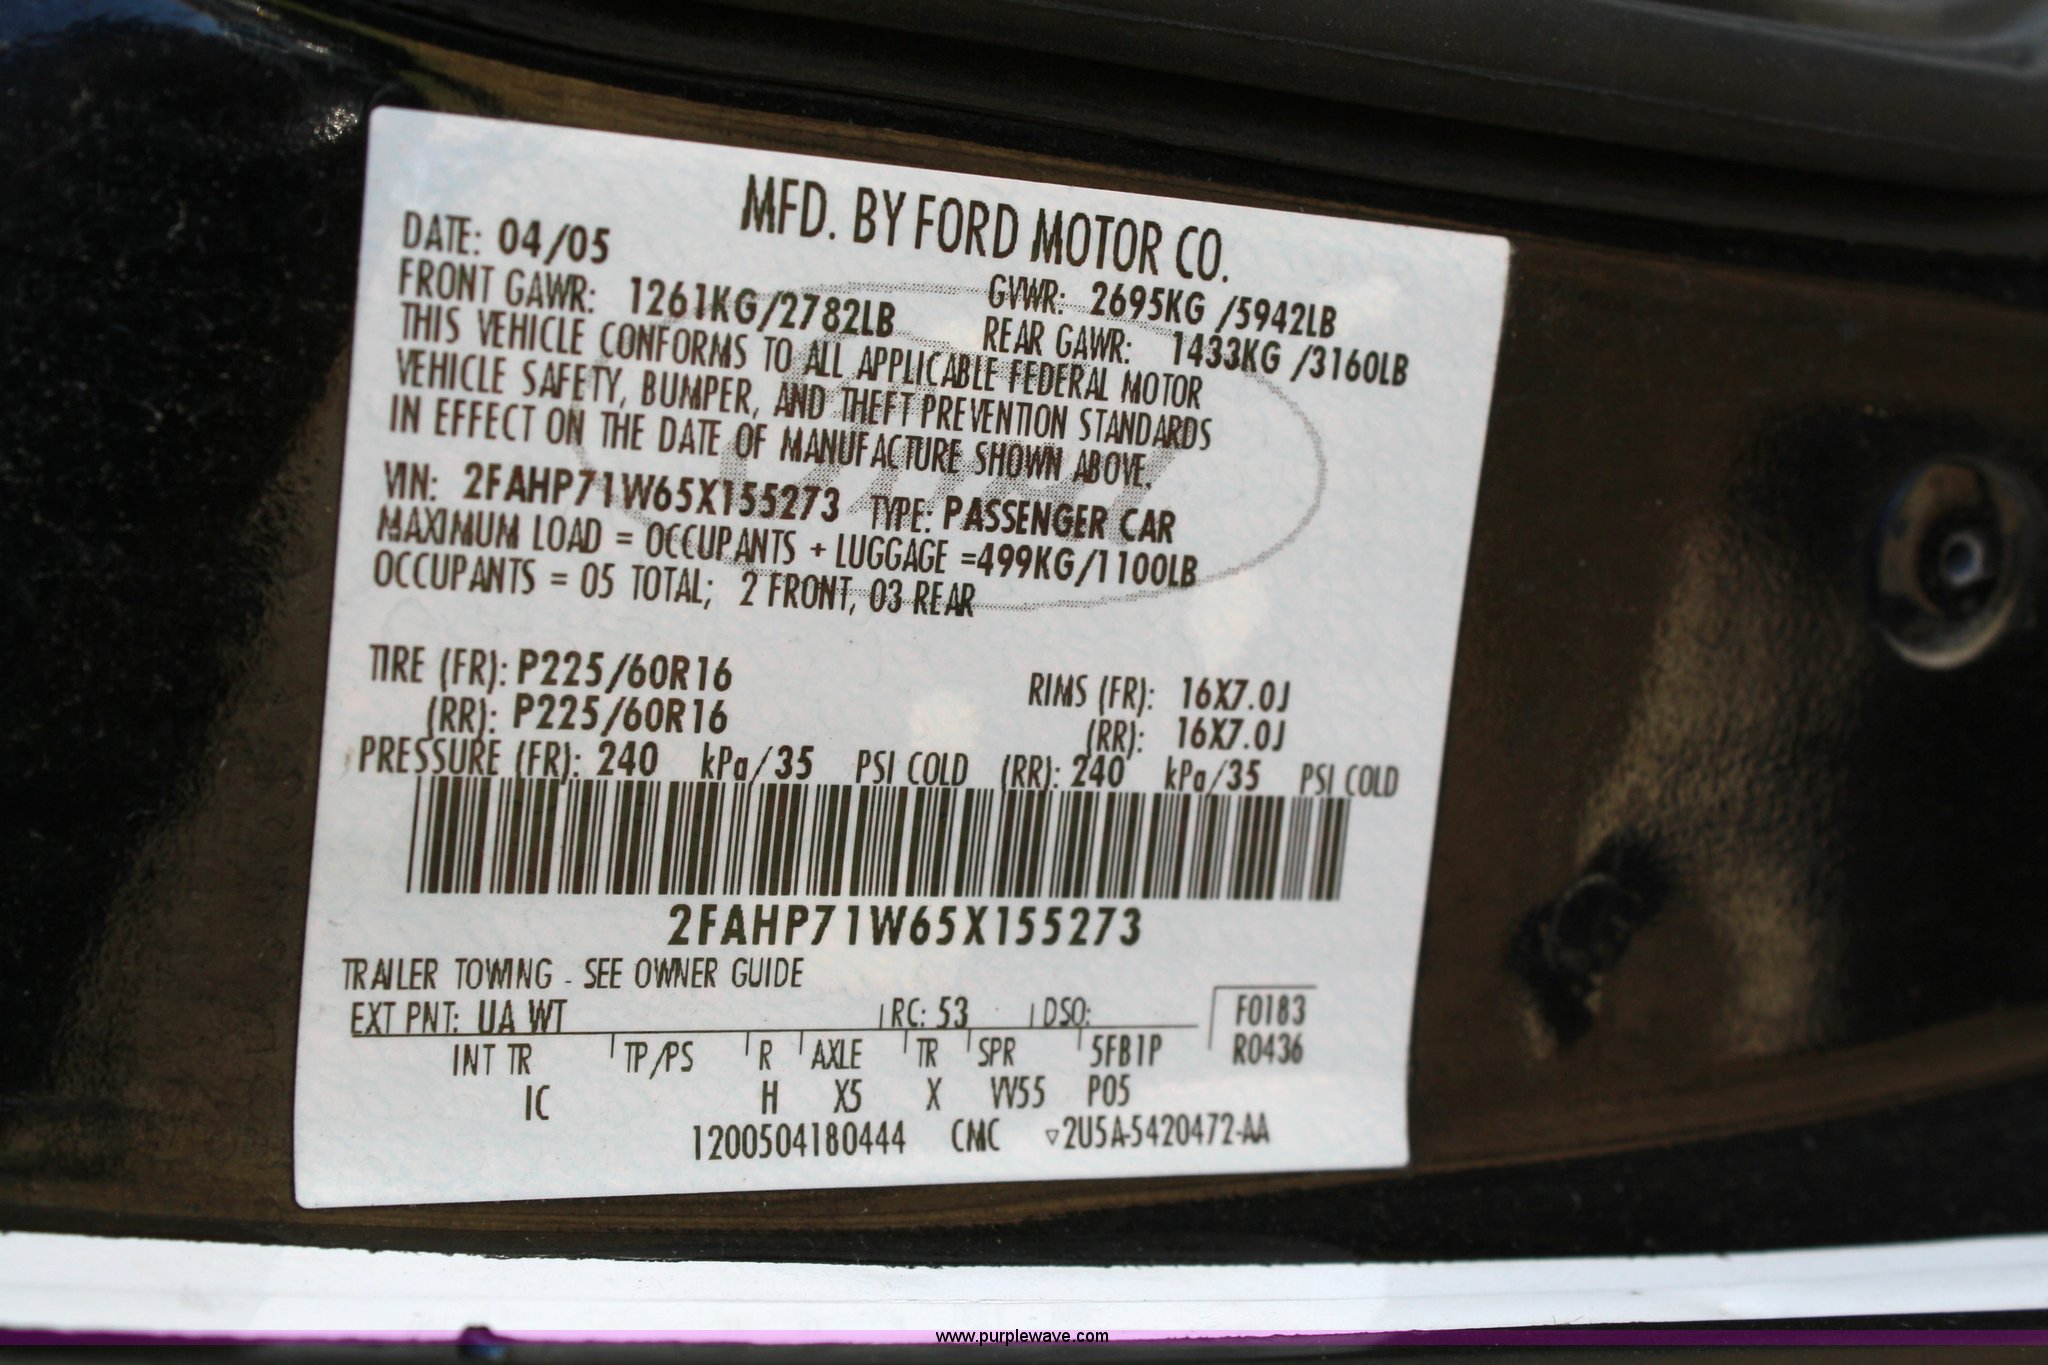 MFD. BY FORD MOTOR CO.
DATE: 04/05 GVWR: 2695KG /5942LB
FRONT GAWR: 1261KG/2782LB REAR GAWR: 1433KG /3160LB
THIS VEHICLE CONFORMS TO ALL APPLICABLE FEDERAL MOTOR
VEHICLE SAFETY, BUMPER, AND THEFT PREVENTION STANDARDS
IN EFFECT ON THE DATE OF MANUFACTURE SHOWN ABOVE.
VIN: 2FAHP71W65X155273 TYPE: PASSENGER CAR
MAXIMUM LOAD = OCCUPANTS + LUGGAGE =499KG/1100LB
OCCUPANTS = 05 TOTAL; 2 FRONT, 03 REAR
TIRE (FR): P225/60R16 RIMS (FR): 16X7.0J
(RR): P225/60R16 (RR): 16X7.0J
PRESSURE (FR): 240 kPa/35 PSI COLD (RR): 240 kPa/35 PSI COLD
2FAHP71W65X155273
TRAILER TOWING - SEE OWNER GUIDE
EXT PNT: UA WT RC: 53 DSO: F0183
INT TR TP/PS R AXLE TR SPR 5FB1P R0436
IC H X5 X VV55 P05
1200504180444 CMC ▽2U5A-5420472-AA
www.purplewave.com